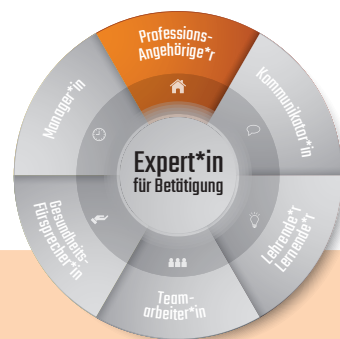 Professions-
Angehörige*r
Kommunikator*in
Lehrende*r
Lernende*r
Team-
arbeiter*in
Gesundheits-
Fürsprecher*in
Manager*in
Expert*in
für Betätigung